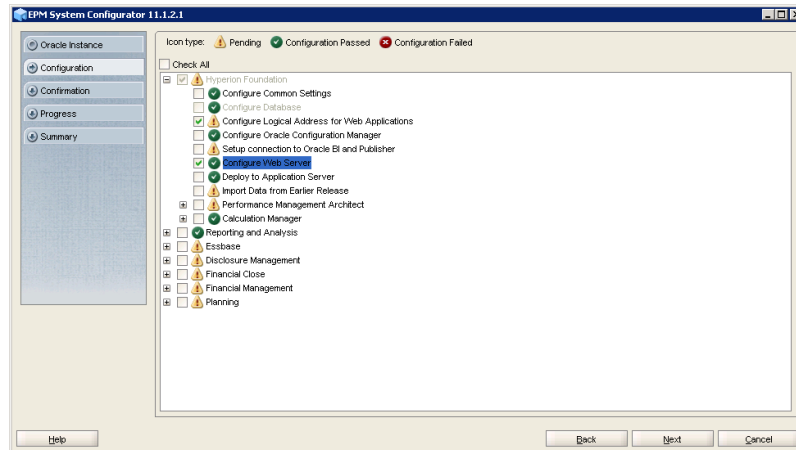 EPM System Configurator 11.1.2.1
Oracle Instance
Configuration
Confirmation
Progress
Summary
Icon type: Pending Configuration Passed Configuration Failed
Check All
Hyperion Foundation
Configure Common Settings
Configure Database
Configure Logical Address for Web Applications
Configure Oracle Configuration Manager
Setup connection to Oracle BI and Publisher
Configure Web Server
Deploy to Application Server
Import Data from Earlier Release
Performance Management Architect
Calculation Manager
Reporting and Analysis
Essbase
Disclosure Management
Financial Close
Financial Management
Planning
Help Back Next Cancel